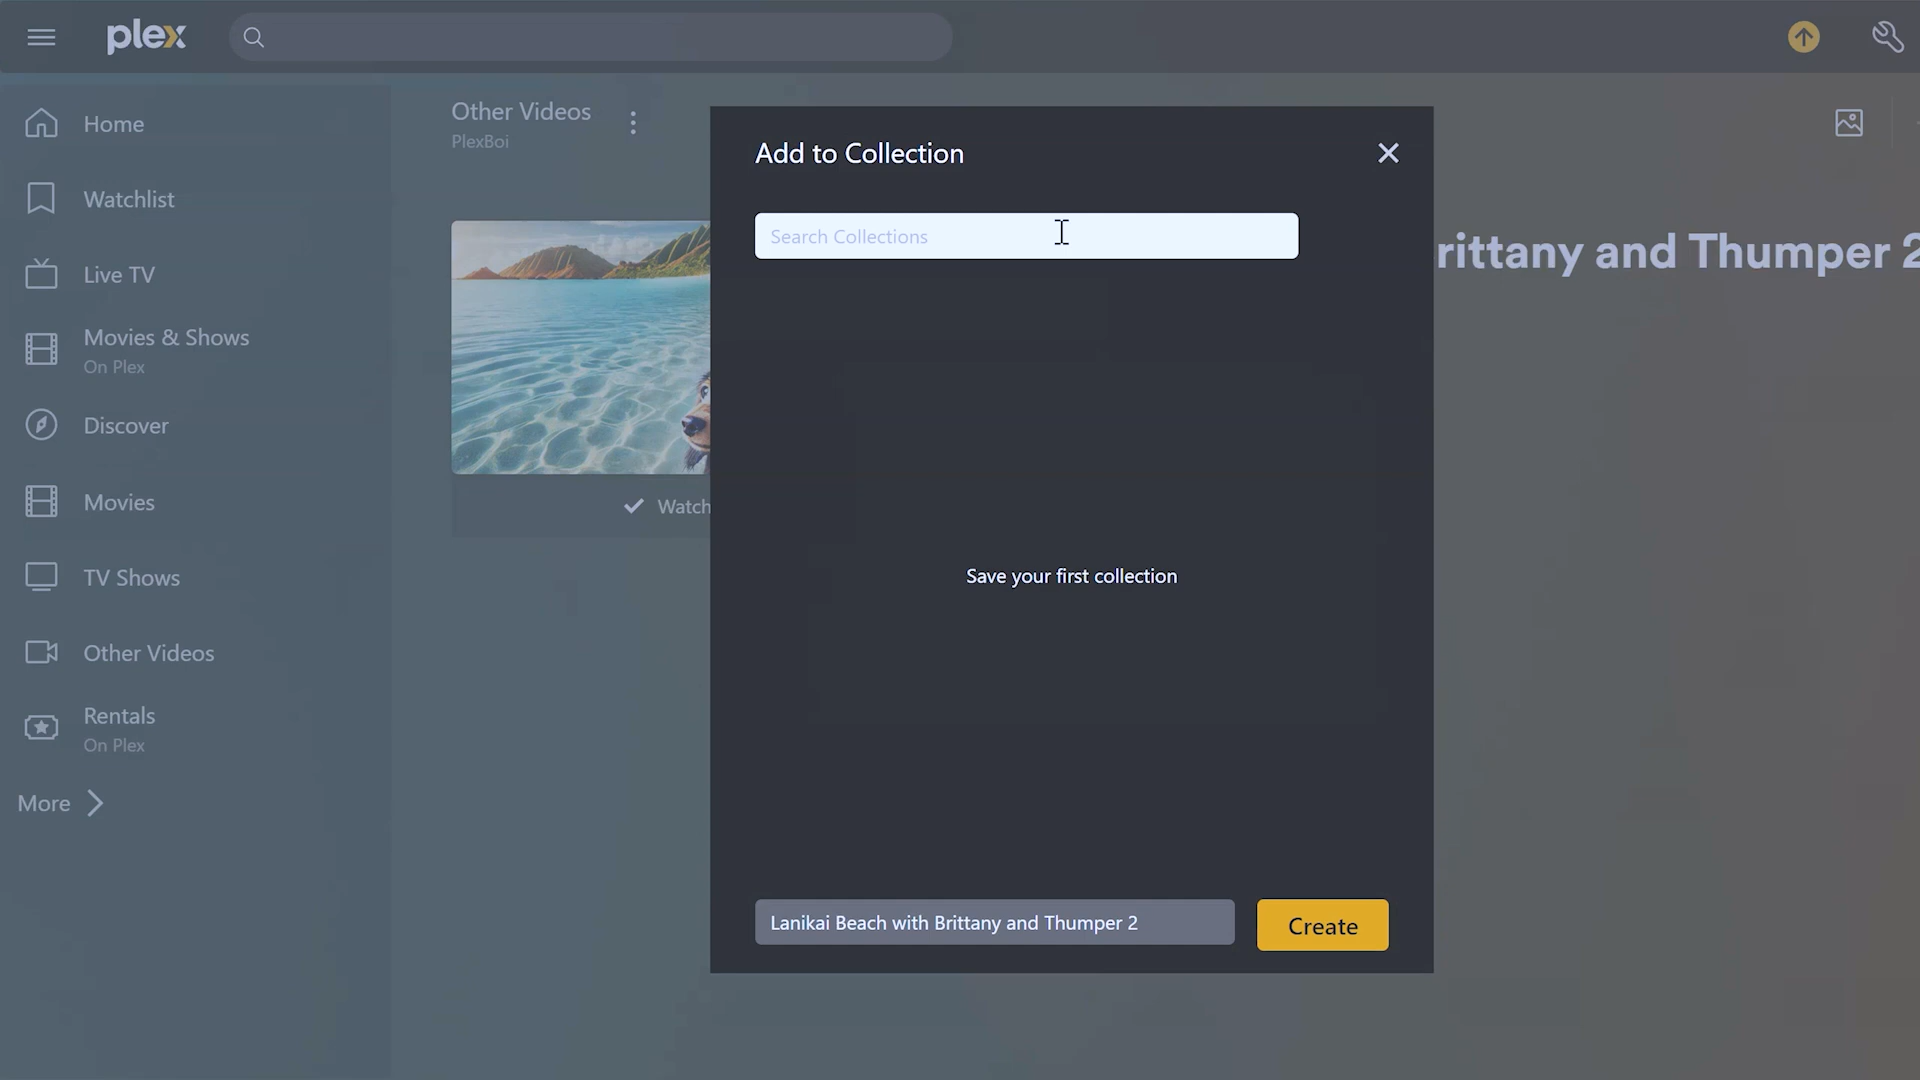 plex
Home
Watchlist
Live TV
Movies & Shows
On Plex
Discover
Movies
TV Shows
Other Videos
Rentals
On Plex
More
Other Videos
PlexBoi
Watch
rittany and Thumper 2
Add to Collection
Search Collections
Save your first collection
Lanikai Beach with Brittany and Thumper 2
Create